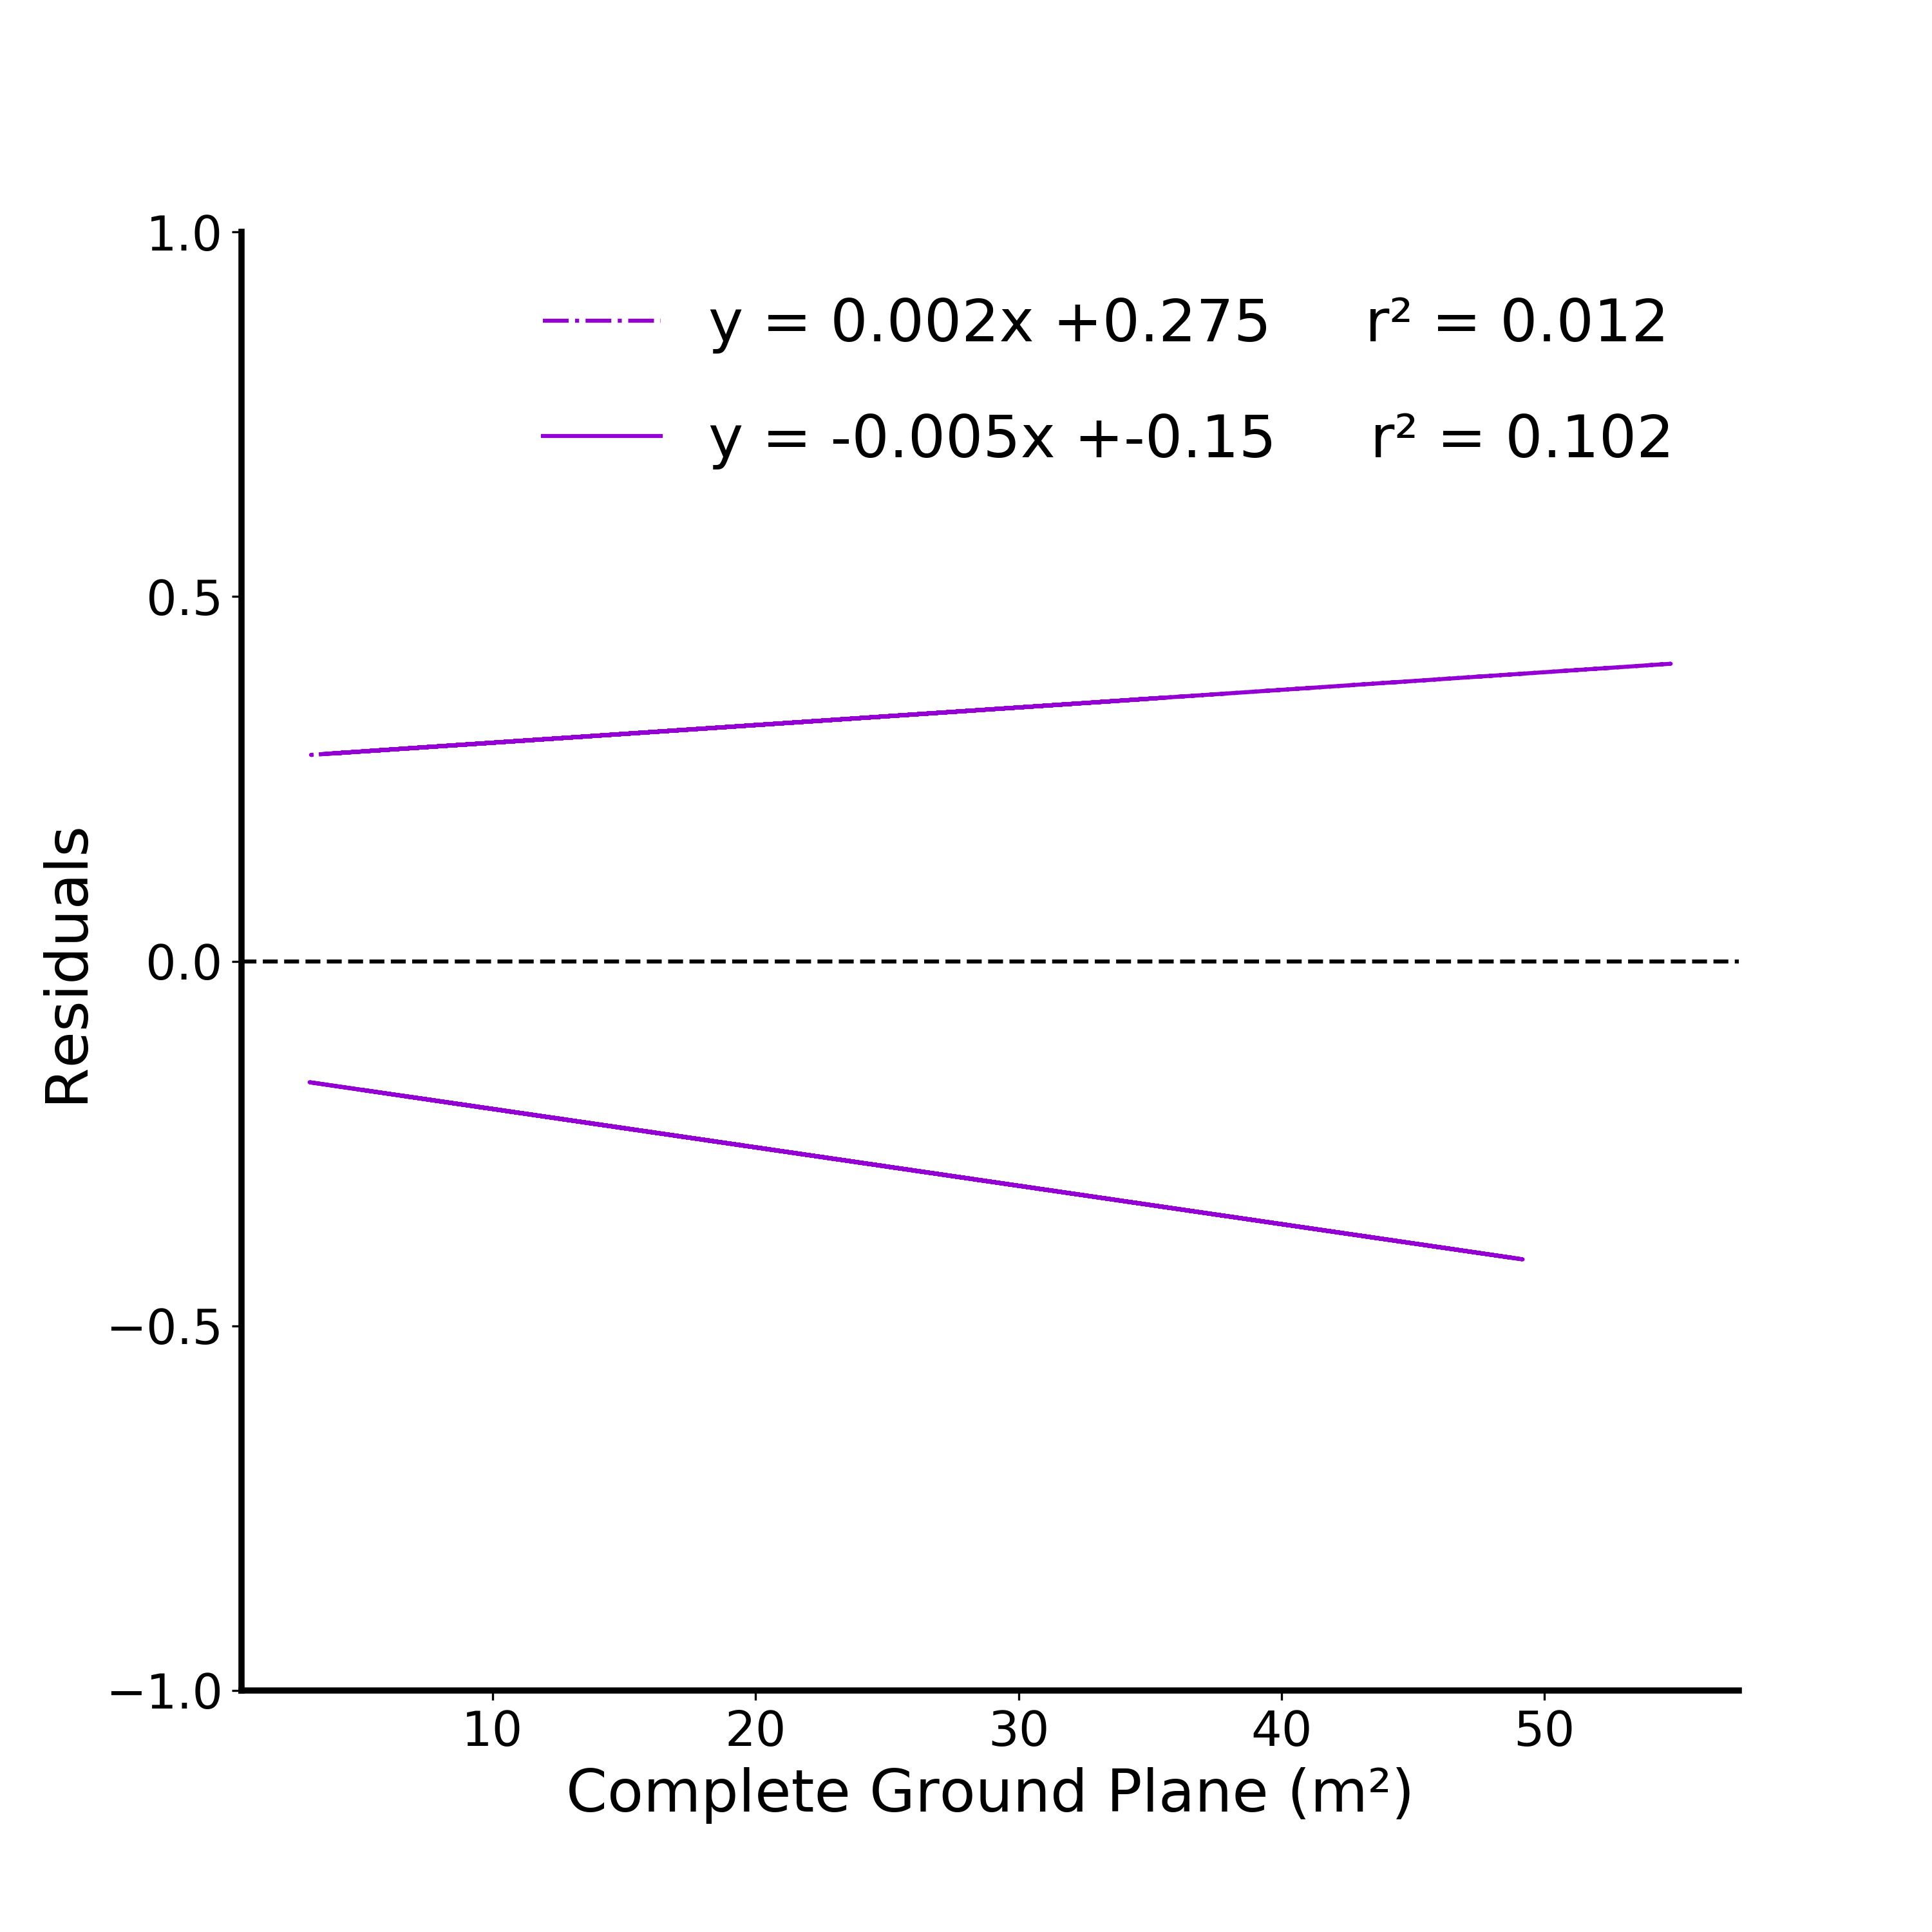 1.0
y = 0.002x +0.275 r² = 0.012
y = -0.005x +-0.15 r² = 0.102
0.5
0.0
Residuals
−0.5
−1.0
10 20 30 40 50
Complete Ground Plane (m²)